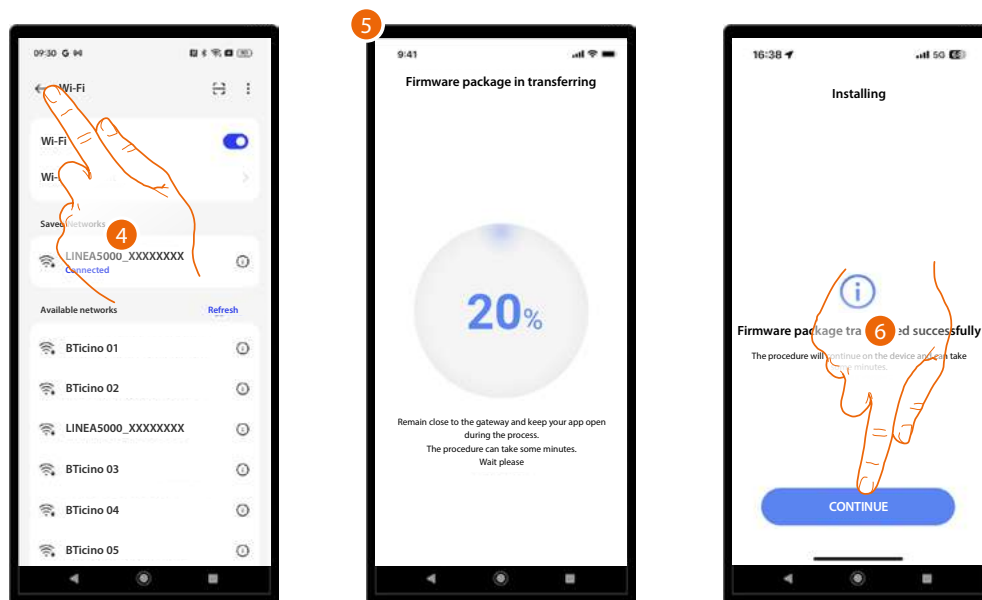 09:30 G
Wi-Fi
Wi-Fi
Wi-
Saved Networks
4
LINEA5000_XXXXXXXX
Connected
Available networks Refresh
BTicino 01
BTicino 02
LINEA5000_XXXXXXXX
BTicino 03
BTicino 04
BTicino 05
5
9:41
Firmware package in transferring
20%
Remain close to the gateway and keep your app open
during the process.
The procedure can take some minutes.
Wait please
16:38 5G
Installing
Firmware package tra 6 ed successfully
The procedure will continue on the device and can take
minutes.
CONTINUE